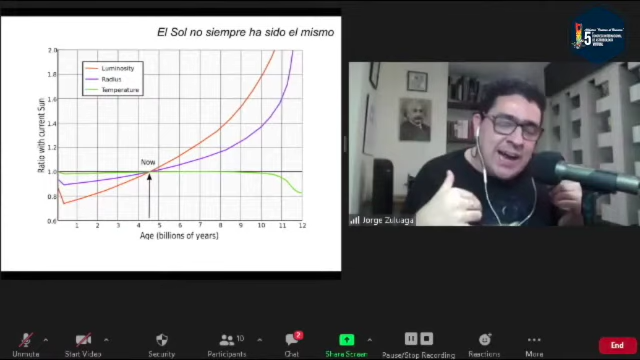 El Sol no siempre ha sido el mismo
2.0
1.8
1.6
1.4
1.2
1.0
0.8
0.6
Ratio with current Sun
Luminosity
Radius
Temperature
Now
1 2 3 4 5 6 7 8 9 10 11 12
Age (billions of years)
5
Jorge Zuluaga
Unmute
Start Video
Security
10
Participants
2
Chat
Share Screen
Pause/Stop Recording
Reactions
More
End